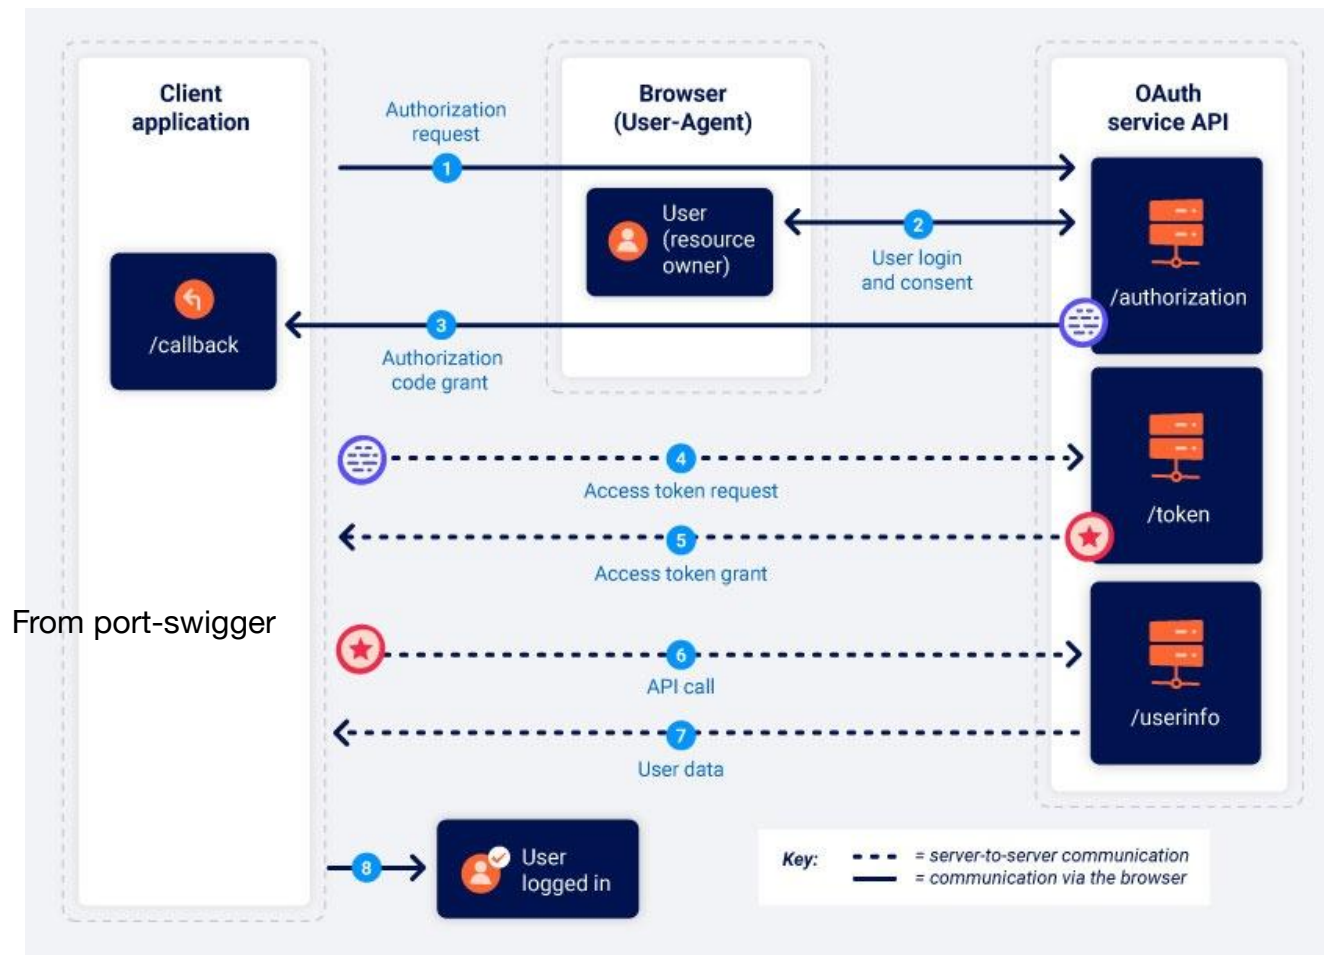 Client
application
Authorization
request
1
Browser
(User-Agent)
OAuth
service API
User
(resource
owner)
2
User login
and consent
/authorization
/callback
3
Authorization
code grant
4
Access token request
/token
5
Access token grant
From port-swigger
6
API call
/userinfo
7
User data
8
User
logged in
Key:
= server-to-server communication
= communication via the browser